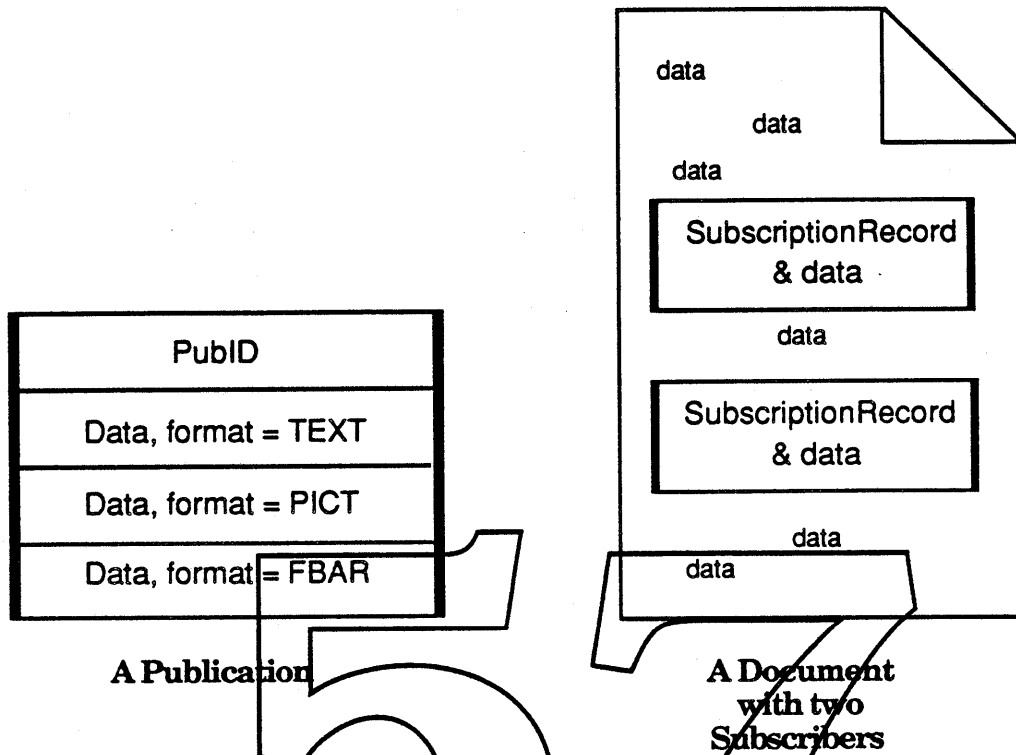 data
data
data
SubscriptionRecord
& data
data
SubscriptionRecord
& data
data
data
PubID
Data, format = TEXT
Data, format = PICT
Data, format = FBAR
A Publication
A Document
with two
Subscribers
57